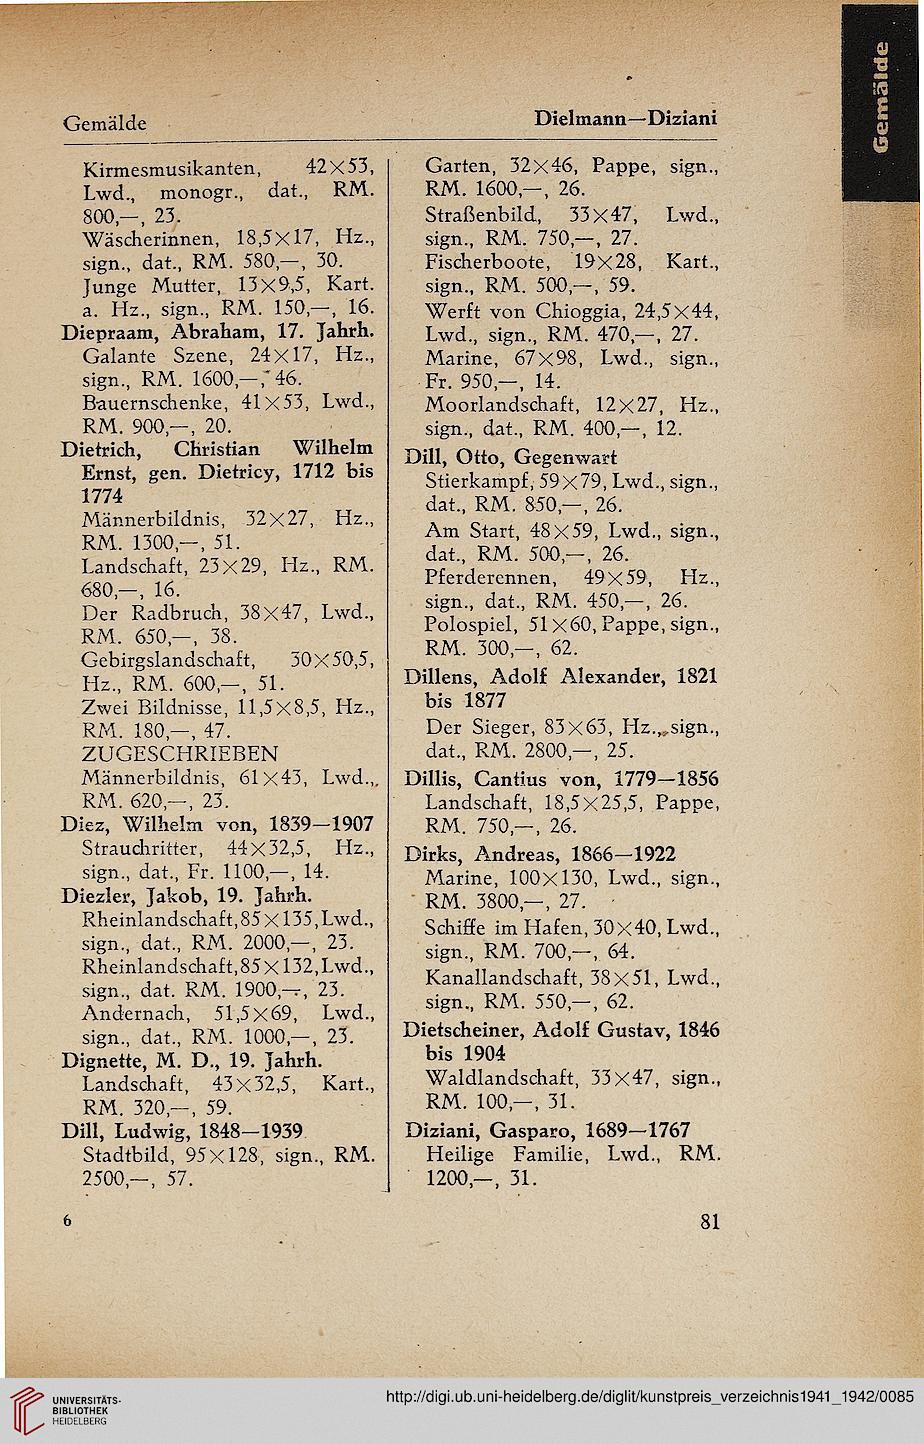 Gemälde
Dielmann—Diziani
Gemälde
Kirmesmusikanten, 42×53,
Lwd., monogr., dat., RM.
800,—, 23.
Wäscherinnen, 18,5×17, Hz.,
sign., dat., RM. 580,—, 30.
Junge Mutter, 13×9,5, Kart.
a. Hz., sign., RM. 150,—, 16.
Diepraam, Abraham, 17. Jahrh.
Galante Szene, 24×17, Hz.,
sign., RM. 1600,—, 46.
Bauernschenke, 41×53, Lwd.,
RM. 900,—, 20.
Dietrich, Christian Wilhelm
Ernst, gen. Dietricy, 1712 bis
1774
Männerbildnis, 32×27, Hz.,
RM. 1300,—, 51.
Landschaft, 23×29, Hz., RM.
680,—, 16.
Der Radbruch, 38×47, Lwd.,
RM. 650,—, 38.
Gebirgslandschaft, 30×50,5,
Hz., RM. 600,—, 51.
Zwei Bildnisse, 11,5×8,5, Hz.,
RM. 180,—, 47.
ZUGESCHRIEBEN
Männerbildnis, 61×43, Lwd.,
RM. 620,—, 23.
Diez, Wilhelm von, 1839—1907
Strauchritter, 44×32,5, Hz.,
sign., dat., Fr. 1100,—, 14.
Diezler, Jakob, 19. Jahrh.
Rheinlandschaft, 85×135, Lwd.,
sign., dat., RM. 2000,—, 23.
Rheinlandschaft, 85×132, Lwd.,
sign., dat. RM. 1900,—, 23.
Andernach, 51,5×69, Lwd.,
sign., dat., RM. 1000,—, 23.
Dignette, M. D., 19. Jahrh.
Landschaft, 43×32,5, Kart.,
RM. 320,—, 59.
Dill, Ludwig, 1848—1939
Stadtbild, 95×128, sign., RM.
2500,—, 57.
Garten, 32×46, Pappe, sign.,
RM. 1600,—, 26.
Straßenbild, 33×47, Lwd.,
sign., RM. 750,—, 27.
Fischerboote, 19×28, Kart.,
sign., RM. 500,—, 59.
Werft von Chioggia, 24,5×44,
Lwd., sign., RM. 470,—, 27.
Marine, 67×98, Lwd., sign.,
Fr. 950,—, 14.
Moorlandschaft, 12×27, Hz.,
sign., dat., RM. 400,—, 12.
Dill, Otto, Gegenwart
Stierkampf, 59×79, Lwd., sign.,
dat., RM. 850,—, 26.
Am Start, 48×59, Lwd., sign.,
dat., RM. 500,—, 26.
Pferderennen, 49×59, Hz.,
sign., dat., RM. 450,—, 26.
Polospiel, 51×60, Pappe, sign.,
RM. 300,—, 62.
Dillens, Adolf Alexander, 1821
bis 1877
Der Sieger, 83×63, Hz., sign.,
dat., RM. 2800,—, 25.
Dillis, Cantius von, 1779—1856
Landschaft, 18,5×25,5, Pappe,
RM. 750,—, 26.
Dirks, Andreas, 1866—1922
Marine, 100×130, Lwd., sign.,
RM. 3800,—, 27.
Schiffe im Hafen, 30×40, Lwd.,
sign., RM. 700,—, 64.
Kanallandschaft, 38×51, Lwd.,
sign., RM. 550,—, 62.
Dietscheiner, Adolf Gustav, 1846
bis 1904
Waldlandschaft, 33×47, sign.,
RM. 100,—, 31.
Diziani, Gasparo, 1689—1767
Heilige Familie, Lwd., RM.
1200,—, 31.
6
81
UNIVERSITÄTS-
BIBLIOTHEK
HEIDELBERG
http://digi.ub.uni-heidelberg.de/diglit/kunstpreis_verzeichnis1941_1942/0085